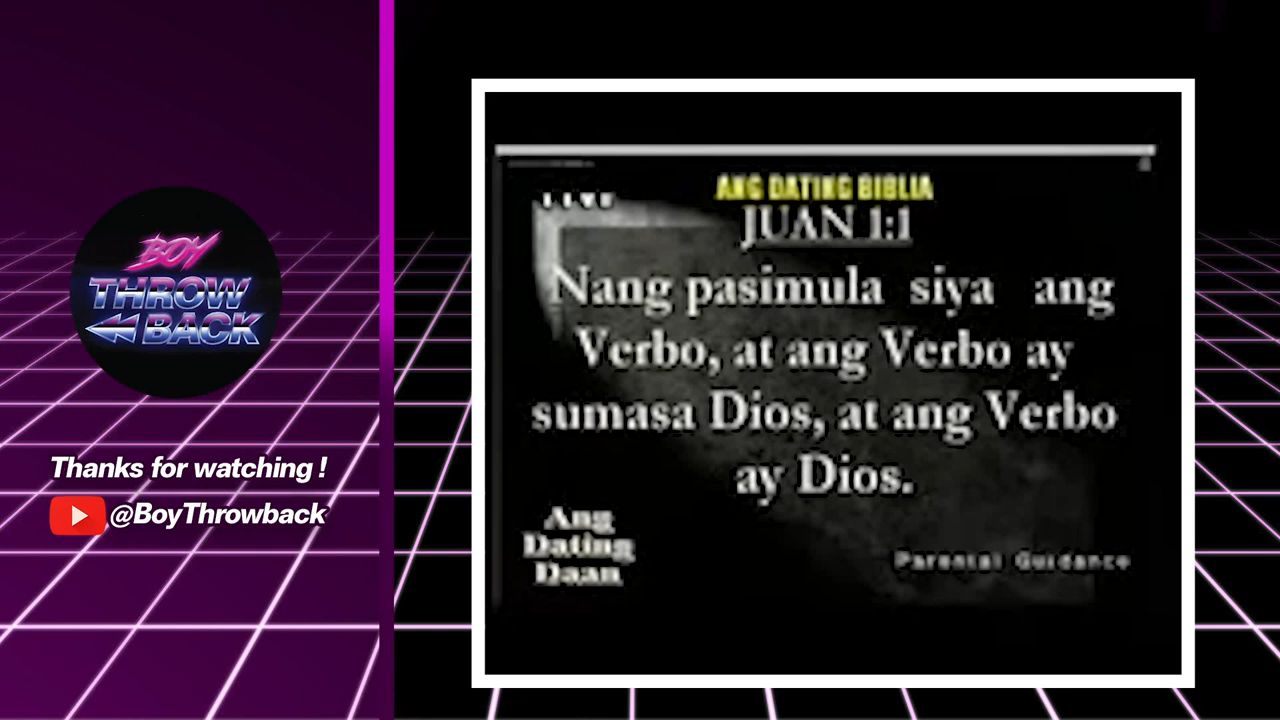 BOY
THROW
BACK
Thanks for watching !
@BoyThrowback
LIVE
ANG DATING BIBLIA
JUAN 1:1
Nang pasimula siya ang
Verbo, at ang Verbo ay
sumasa Dios, at ang Verbo
ay Dios.
Ang
Dating
Daan
Parental Guidance